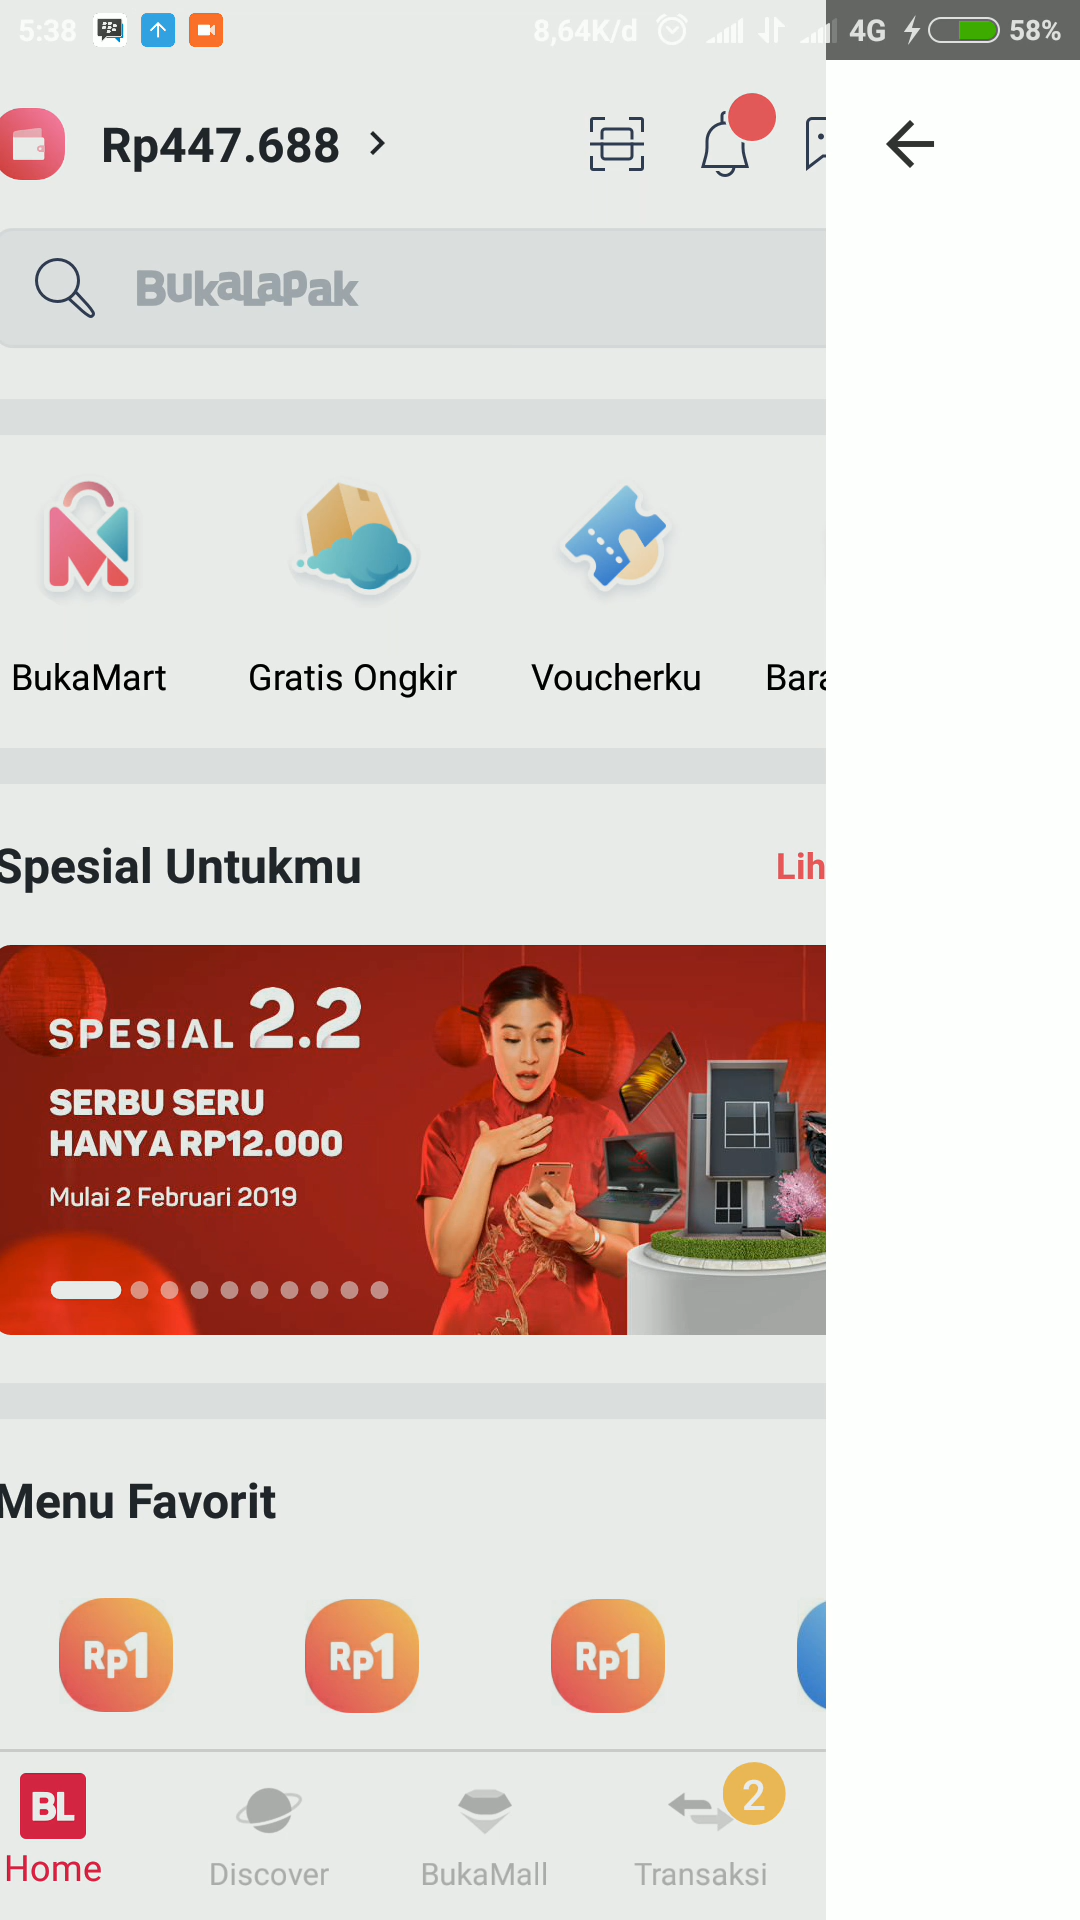 5:38 8,64K/d 4G 58%
Rp447.688
BukaLapak
BukaMart Gratis Ongkir Voucherku Bara
Spesial Untukmu Lih
SPESIAL 2.2
SERBU SERU
HANYA RP12.000
Mulai 2 Februari 2019
Menu Favorit
Rp1 Rp1 Rp1
BL 2
Home Discover BukaMall Transaksi